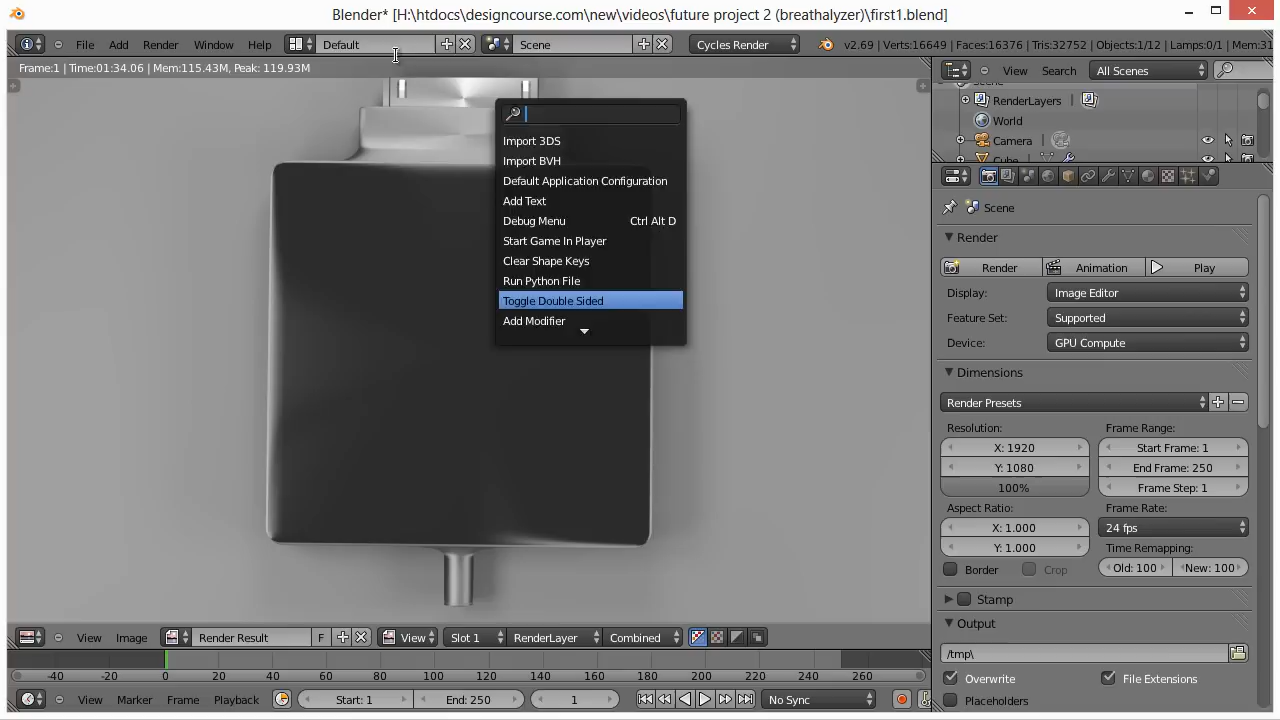 Blender* [H:\htdocs\designcourse.com\new\videos\future project 2 (breathalyzer)\first1.blend]
File Add Render Window Help Default Scene Cycles Render v2.69 | Verts:16649 | Faces:16376 | Tris:32752 | Objects:1/12 | Lamps:0/1 | Mem:31
Frame:1 | Time:01:34.06 | Mem:115.43M, Peak: 119.93M
View Search All Scenes
RenderLayers
World
Camera
Cube
Import 3DS
Import BVH
Default Application Configuration
Add Text
Debug Menu Ctrl Alt D
Start Game In Player
Clear Shape Keys
Run Python File
Toggle Double Sided
Add Modifier
Scene
Render
Render Animation Play
Display: Image Editor
Feature Set: Supported
Device: GPU Compute
Dimensions
Render Presets
Resolution: Frame Range:
X: 1920 Start Frame: 1
Y: 1080 End Frame: 250
100% Frame Step: 1
Aspect Ratio: Frame Rate:
X: 1.000 24 fps
Y: 1.000 Time Remapping:
Border Crop Old: 100 New: 100
Stamp
Output
/tmp\
Overwrite File Extensions
Placeholders
View Image Render Result F View Slot 1 RenderLayer Combined
-40 -20 0 20 40 60 80 100 120 140 160 180 200 220 240 260
View Marker Frame Playback Start: 1 End: 250 1 No Sync